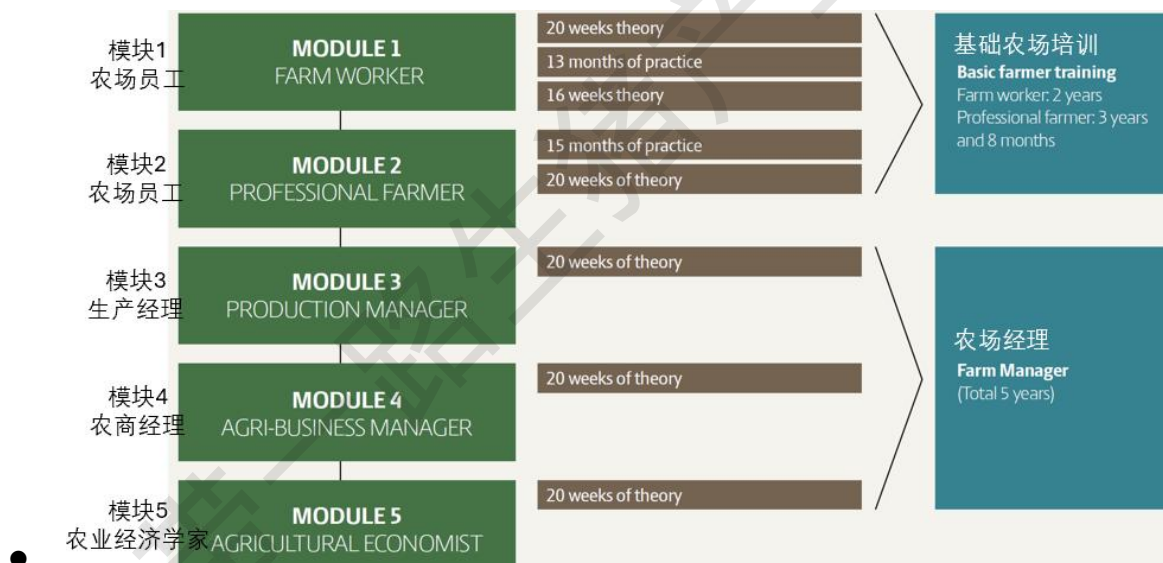 模块1
农场员工
MODULE 1
FARM WORKER
20 weeks theory
13 months of practice
16 weeks theory
基础农场培训
Basic farmer training
Farm worker: 2 years
Professional farmer: 3 years
and 8 months
模块2
农场员工
MODULE 2
PROFESSIONAL FARMER
15 months of practice
20 weeks of theory
模块3
生产经理
MODULE 3
PRODUCTION MANAGER
20 weeks of theory
农场经理
Farm Manager
(Total 5 years)
模块4
农商经理
MODULE 4
AGRI-BUSINESS MANAGER
20 weeks of theory
模块5
农业经济学家
MODULE 5
AGRICULTURAL ECONOMIST
20 weeks of theory